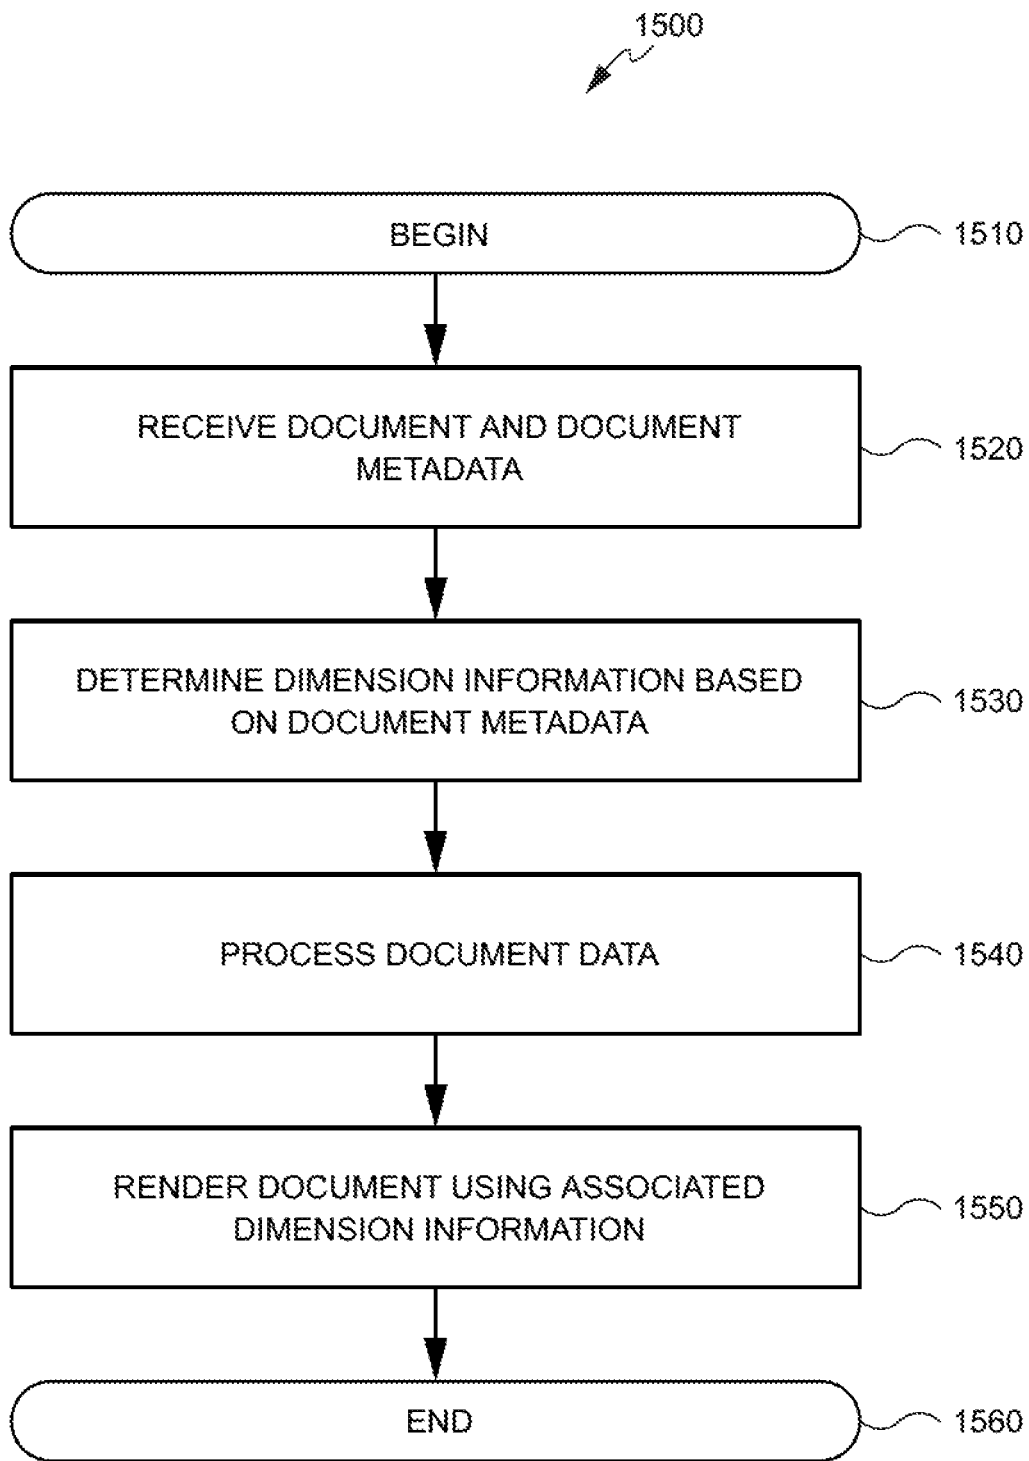 1500
BEGIN
1510
RECEIVE DOCUMENT AND DOCUMENT
METADATA
1520
DETERMINE DIMENSION INFORMATION BASED
ON DOCUMENT METADATA
1530
PROCESS DOCUMENT DATA
1540
RENDER DOCUMENT USING ASSOCIATED
DIMENSION INFORMATION
1550
END
1560